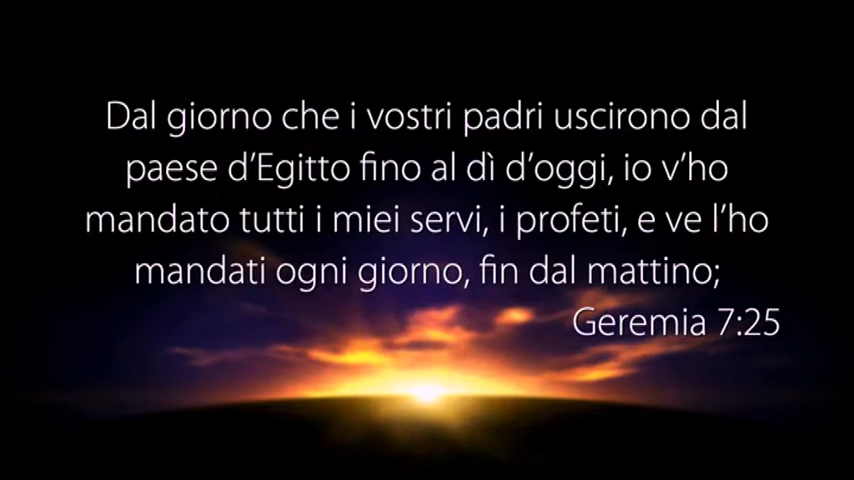 Dal giorno che i vostri padri uscirono dal
paese d'Egitto fino al dì d'oggi, io v'ho
mandato tutti i miei servi, i profeti, e ve l'ho
mandati ogni giorno, fin dal mattino;
Geremia 7:25